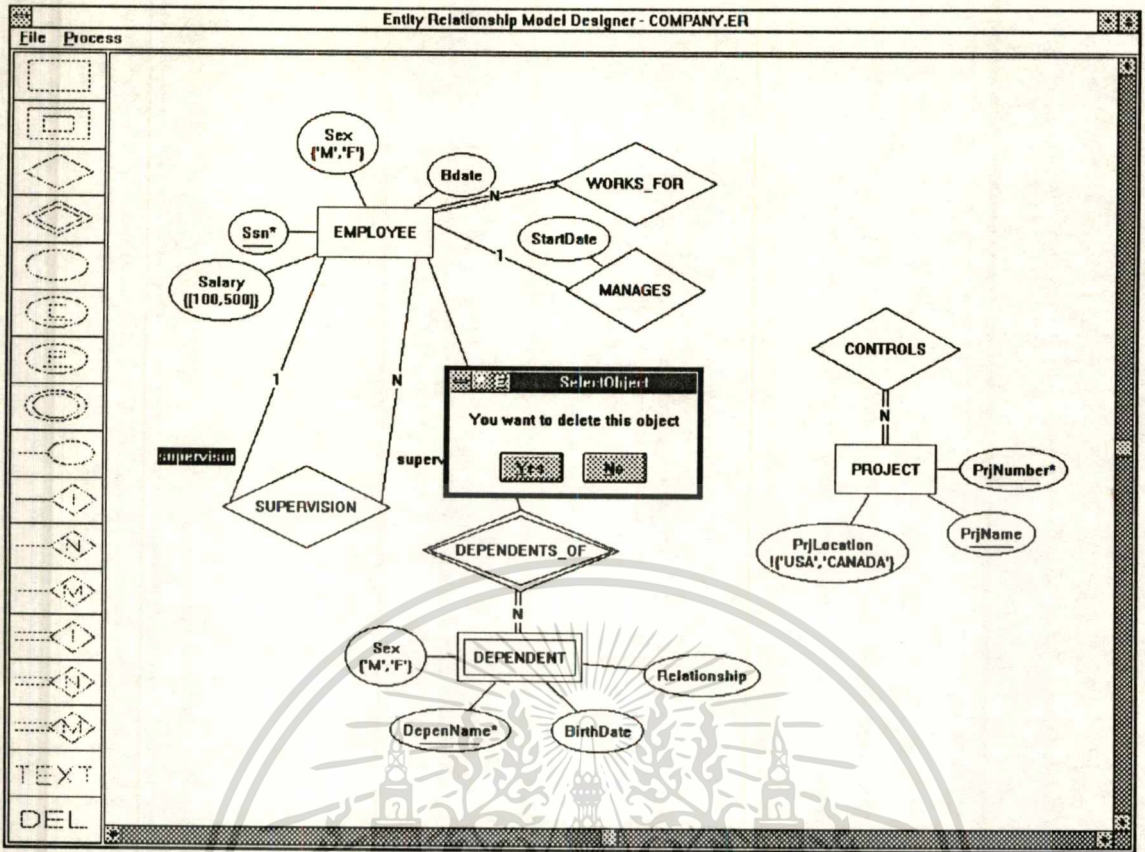 Entity Relationship Model Designer - COMPANY.ER
File Process
Sex
{'M','F'}
Bdate
N
WORKS_FOR
Ssn*
EMPLOYEE
StartDate
1
Salary
{[100,500]}
MANAGES
CONTROLS
1
N
SelectObject
You want to delete this object
N
supervisor
superv
Yes
No
PROJECT
PrjNumber*
SUPERVISION
PrjName
DEPENDENTS_OF
PrjLocation
!{'USA','CANADA'}
N
Sex
{'M','F'}
DEPENDENT
Relationship
DepenName*
BirthDate
C
E
1
N
M
1
N
M
TEXT
DEL